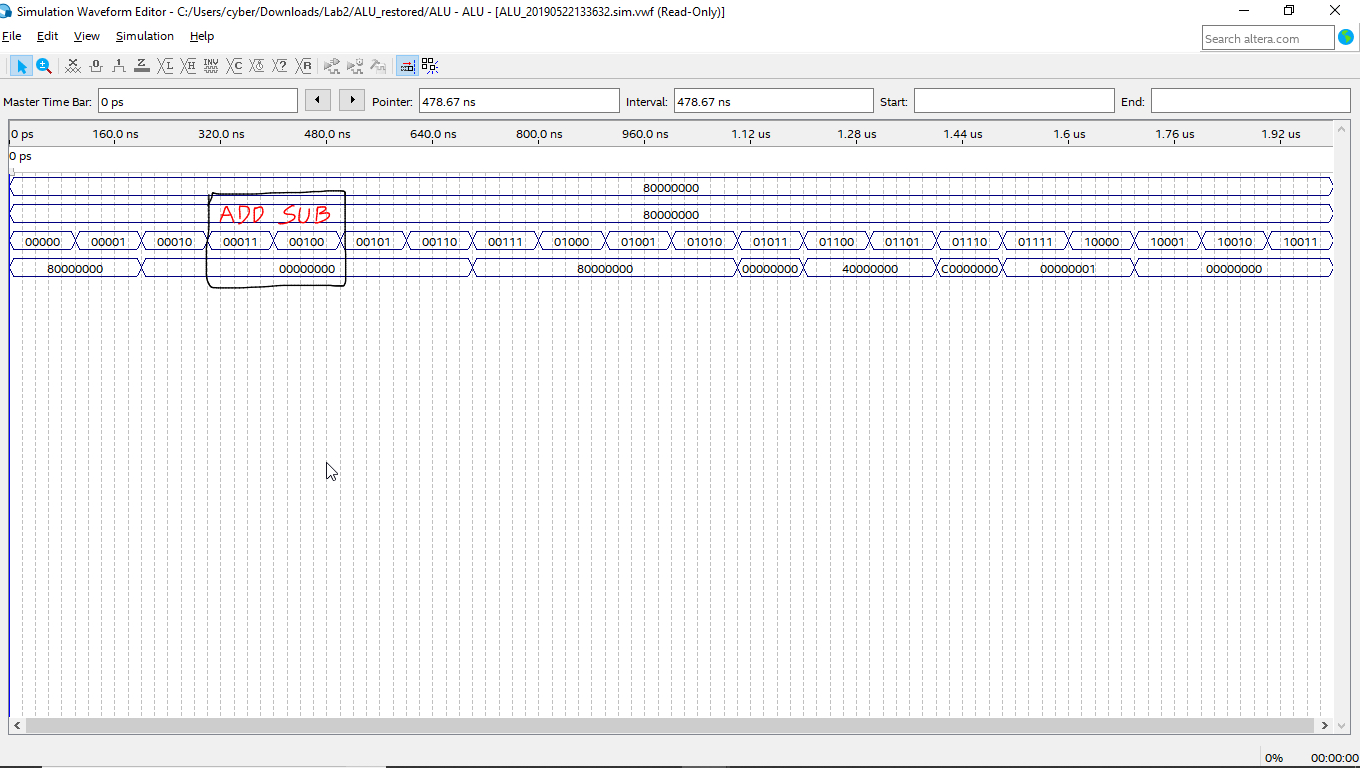 Simulation Waveform Editor - C:/Users/cyber/Downloads/Lab2/ALU_restored/ALU - ALU - [ALU_20190522133632.sim.vwf (Read-Only)]
File Edit View Simulation Help
Search altera.com
Master Time Bar: 0 ps Pointer: 478.67 ns Interval: 478.67 ns Start: End:
0 ps 160.0 ns 320.0 ns 480.0 ns 640.0 ns 800.0 ns 960.0 ns 1.12 us 1.28 us 1.44 us 1.6 us 1.76 us 1.92 us
0 ps
80000000
ADD SUB 80000000
00000 00001 00010 00011 00100 00101 00110 00111 01000 01001 01010 01011 01100 01101 01110 01111 10000 10001 10010 10011
80000000 00000000 80000000 00000000 40000000 C0000000 00000001 00000000
0% 00:00:00